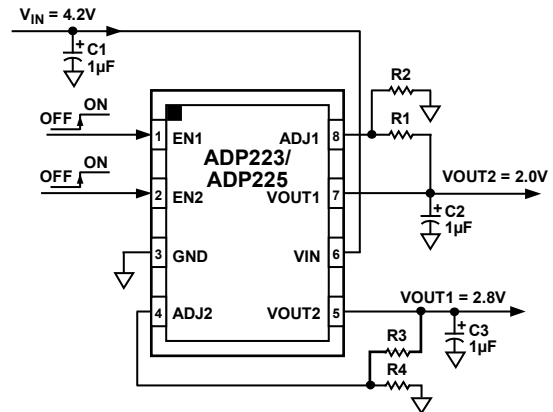 VIN = 4.2V
C1
1µF
R2
R1
OFF ON
OFF ON
1 EN1
2 EN2
3 GND
4 ADJ2
ADP223/
ADP225
ADJ1 8
VOUT1 7
VIN 6
VOUT2 5
VOUT2 = 2.0V
C2
1µF
VOUT1 = 2.8V
C3
1µF
R3
R4